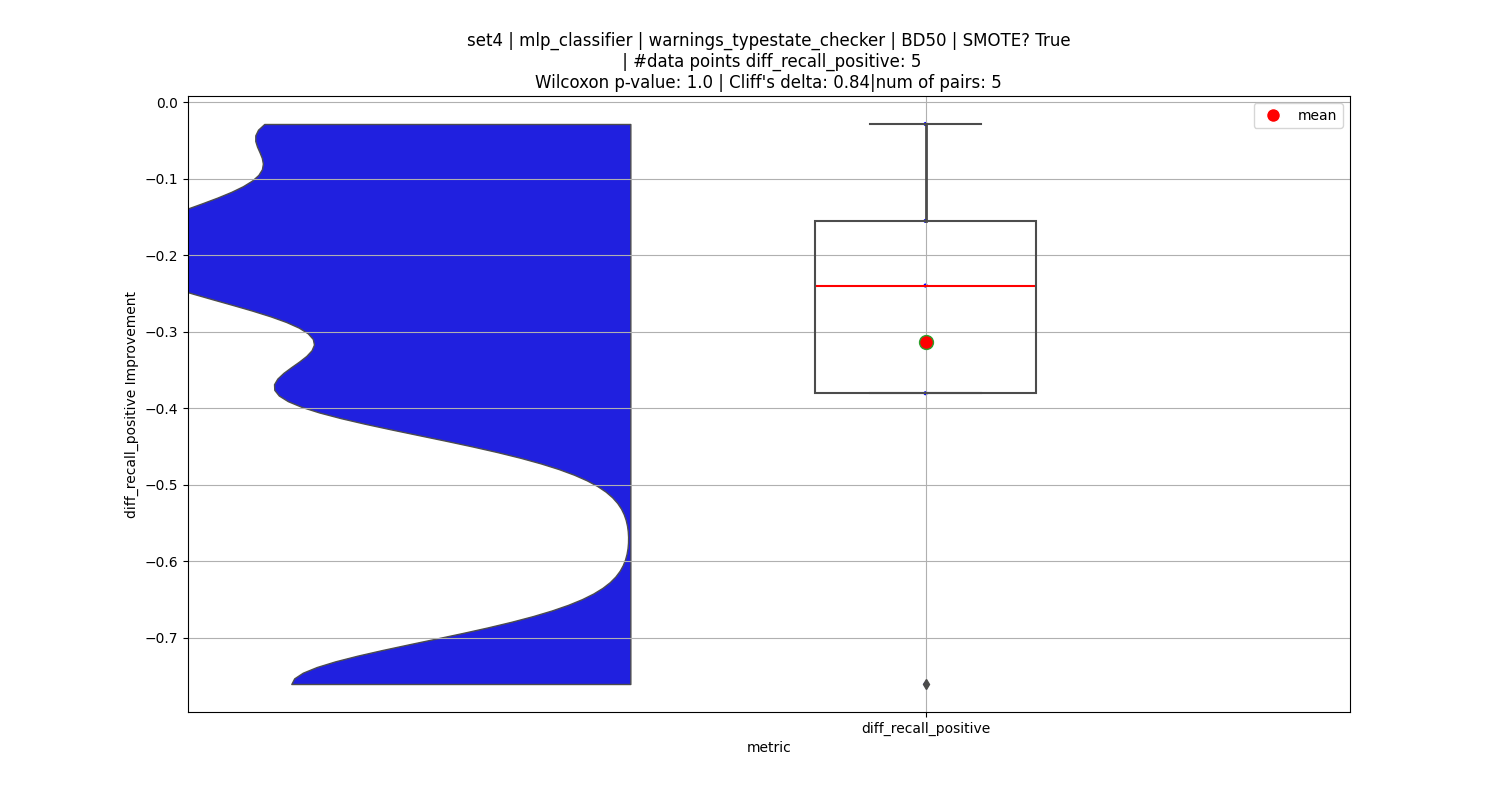 set4 | mlp_classifier | warnings_typestate_checker | BD50 | SMOTE? True
| #data points diff_recall_positive: 5
Wilcoxon p-value: 1.0 | Cliff's delta: 0.84|num of pairs: 5
mean
0.0
−0.1
−0.2
−0.3
−0.4
−0.5
−0.6
−0.7
diff_recall_positive Improvement
diff_recall_positive
metric